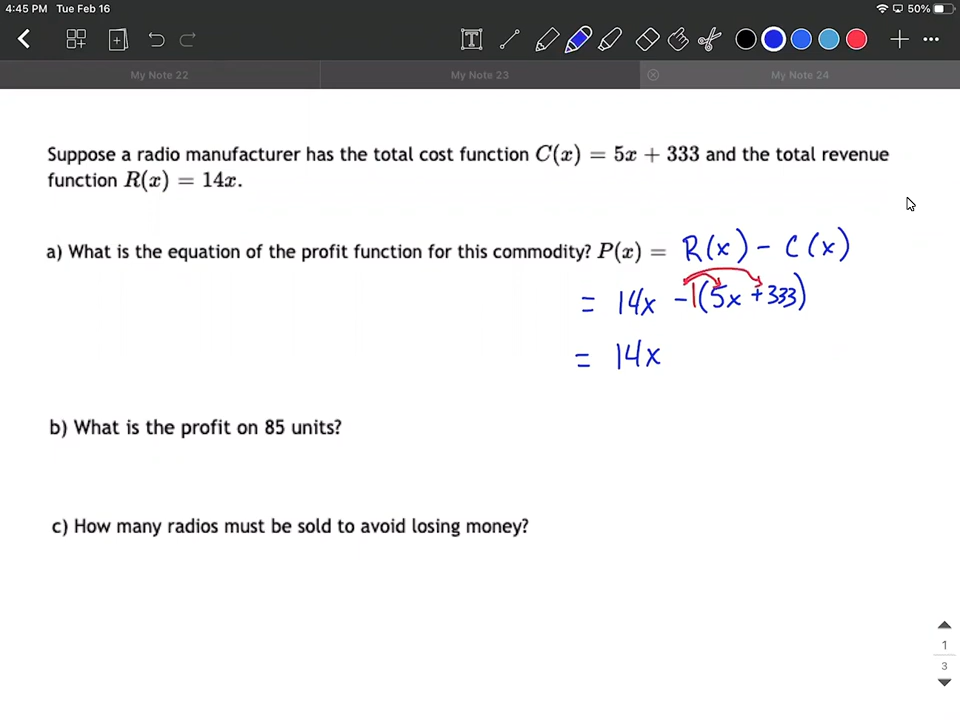 4:45 PM Tue Feb 16 50%
My Note 22 My Note 23 My Note 24
Suppose a radio manufacturer has the total cost function C(x) = 5x + 333 and the total revenue
function R(x) = 14x.
a) What is the equation of the profit function for this commodity? P(x) = R(x) - C(x)
= 14x -1(5x +333)
= 14x
b) What is the profit on 85 units?
c) How many radios must be sold to avoid losing money?
1
3